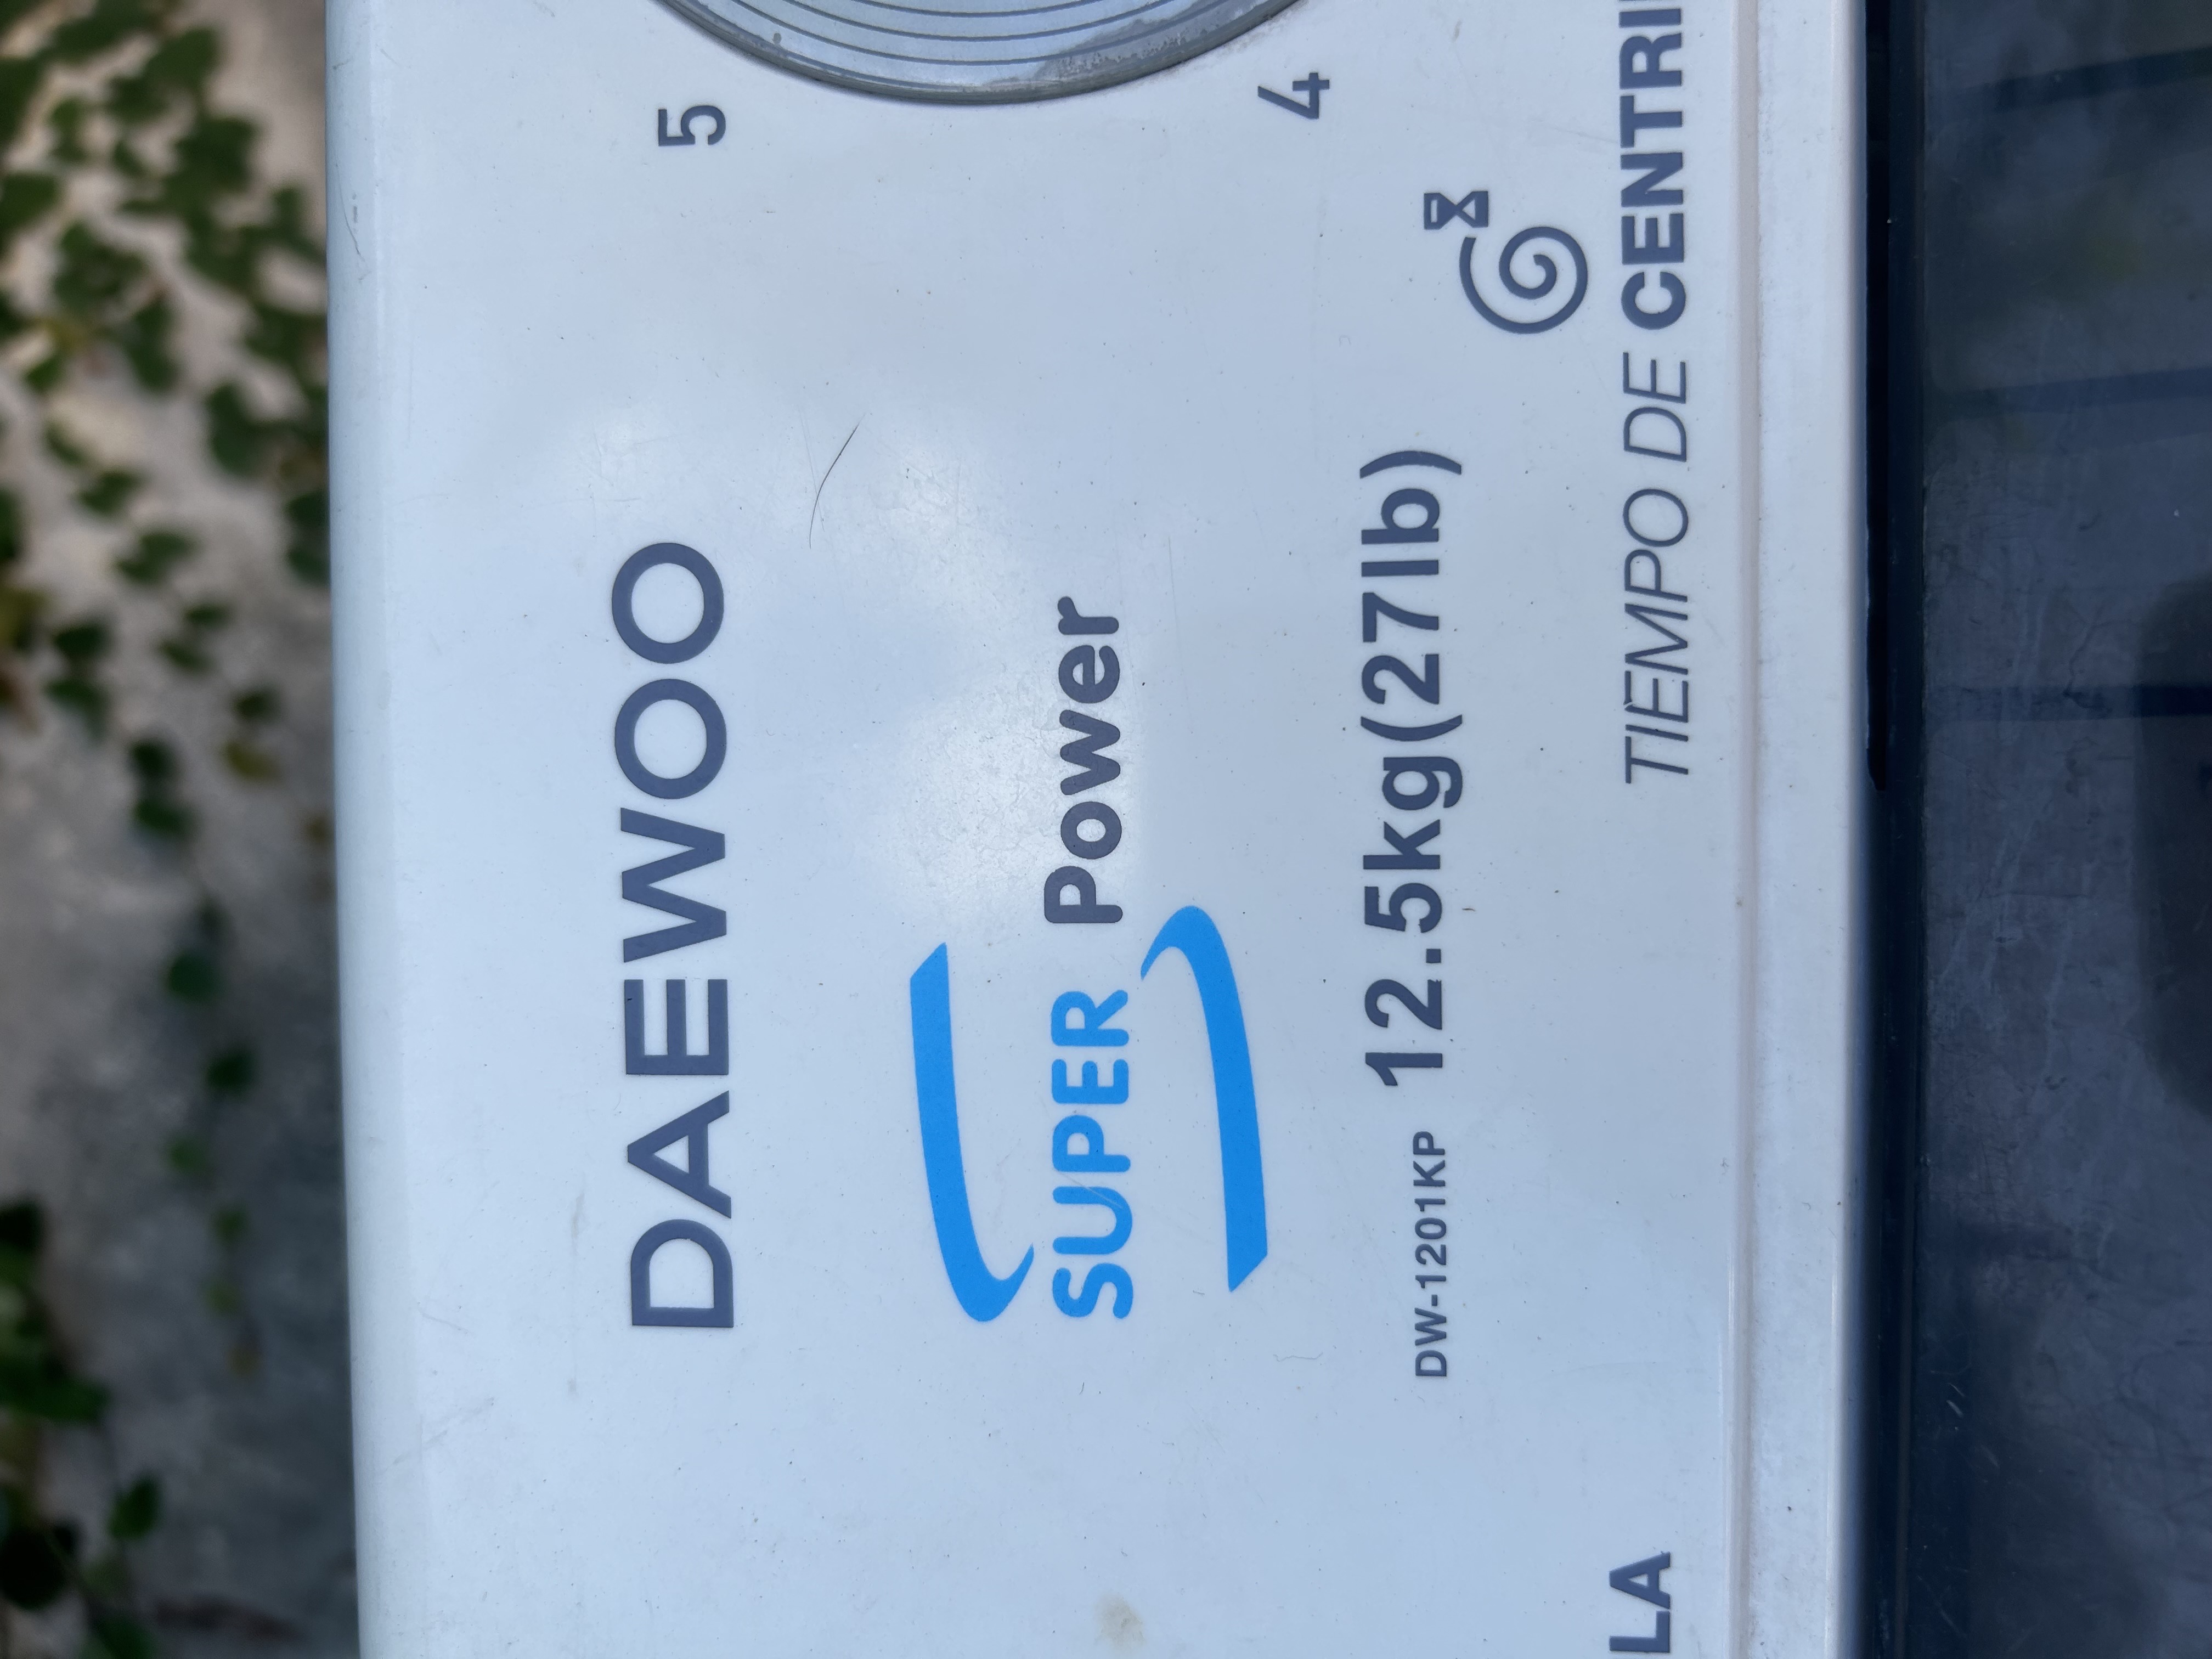 5
4
DAEWOO
SUPER Power
DW-1201KP 12.5kg(27lb)
TIEMPO DE CENTRI
LA